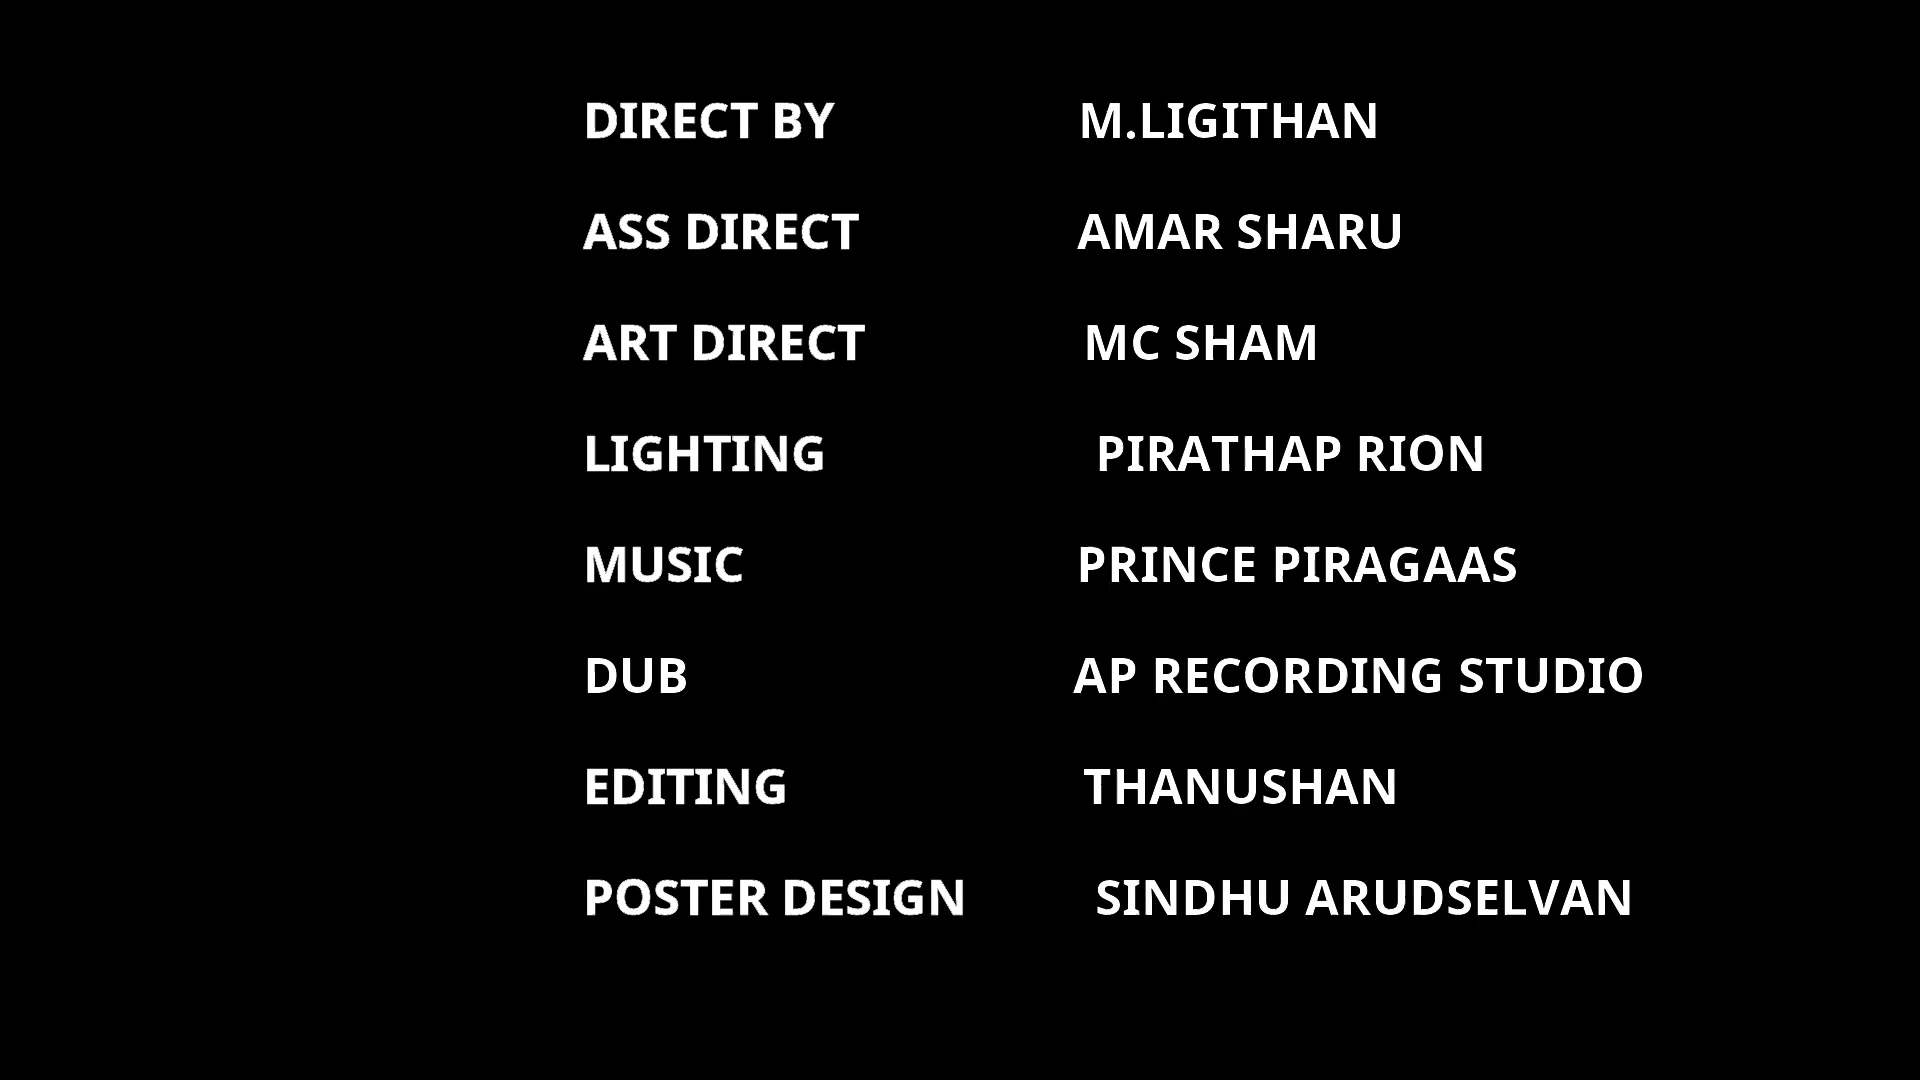 DIRECT BY M.LIGITHAN
ASS DIRECT AMAR SHARU
ART DIRECT MC SHAM
LIGHTING PIRATHAP RION
MUSIC PRINCE PIRAGAAS
DUB AP RECORDING STUDIO
EDITING THANUSHAN
POSTER DESIGN SINDHU ARUDSELVAN